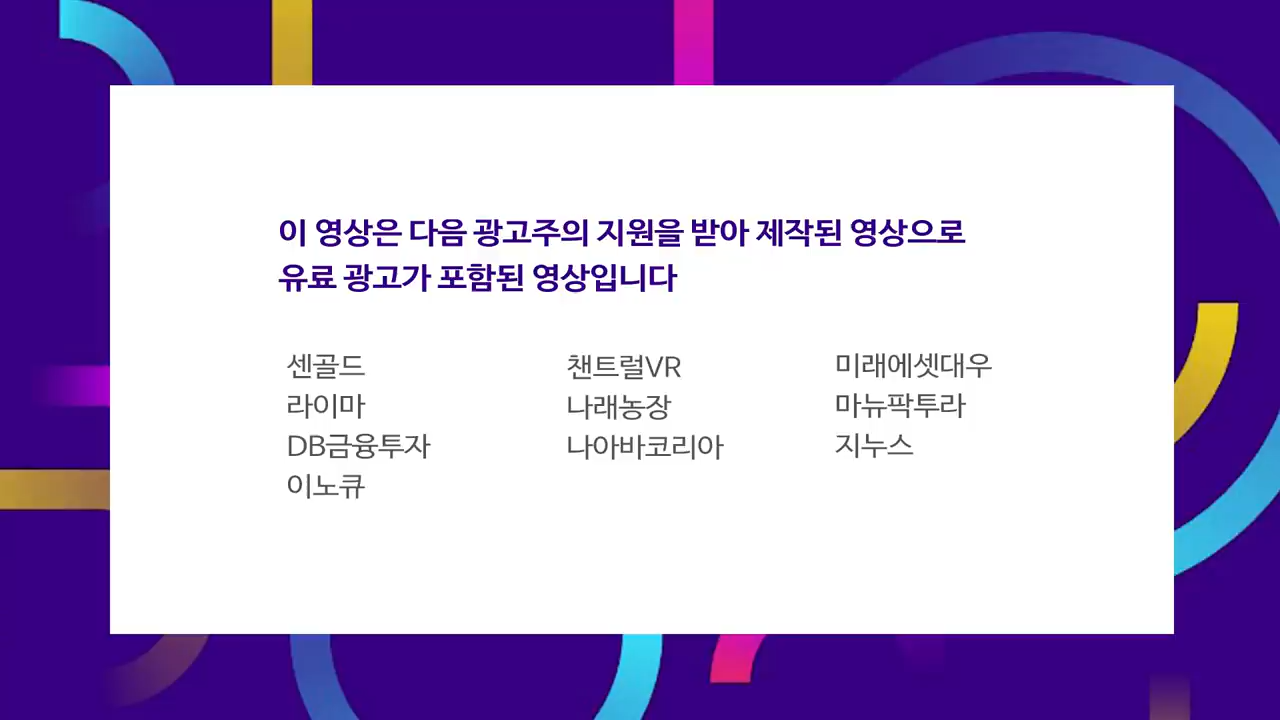 이 영상은 다음 광고주의 지원을 받아 제작된 영상으로
유료 광고가 포함된 영상입니다
센골드
라이마
DB금융투자
이노큐
챈트럴VR
나래농장
나아바코리아
미래에셋대우
마뉴팍투라
지누스